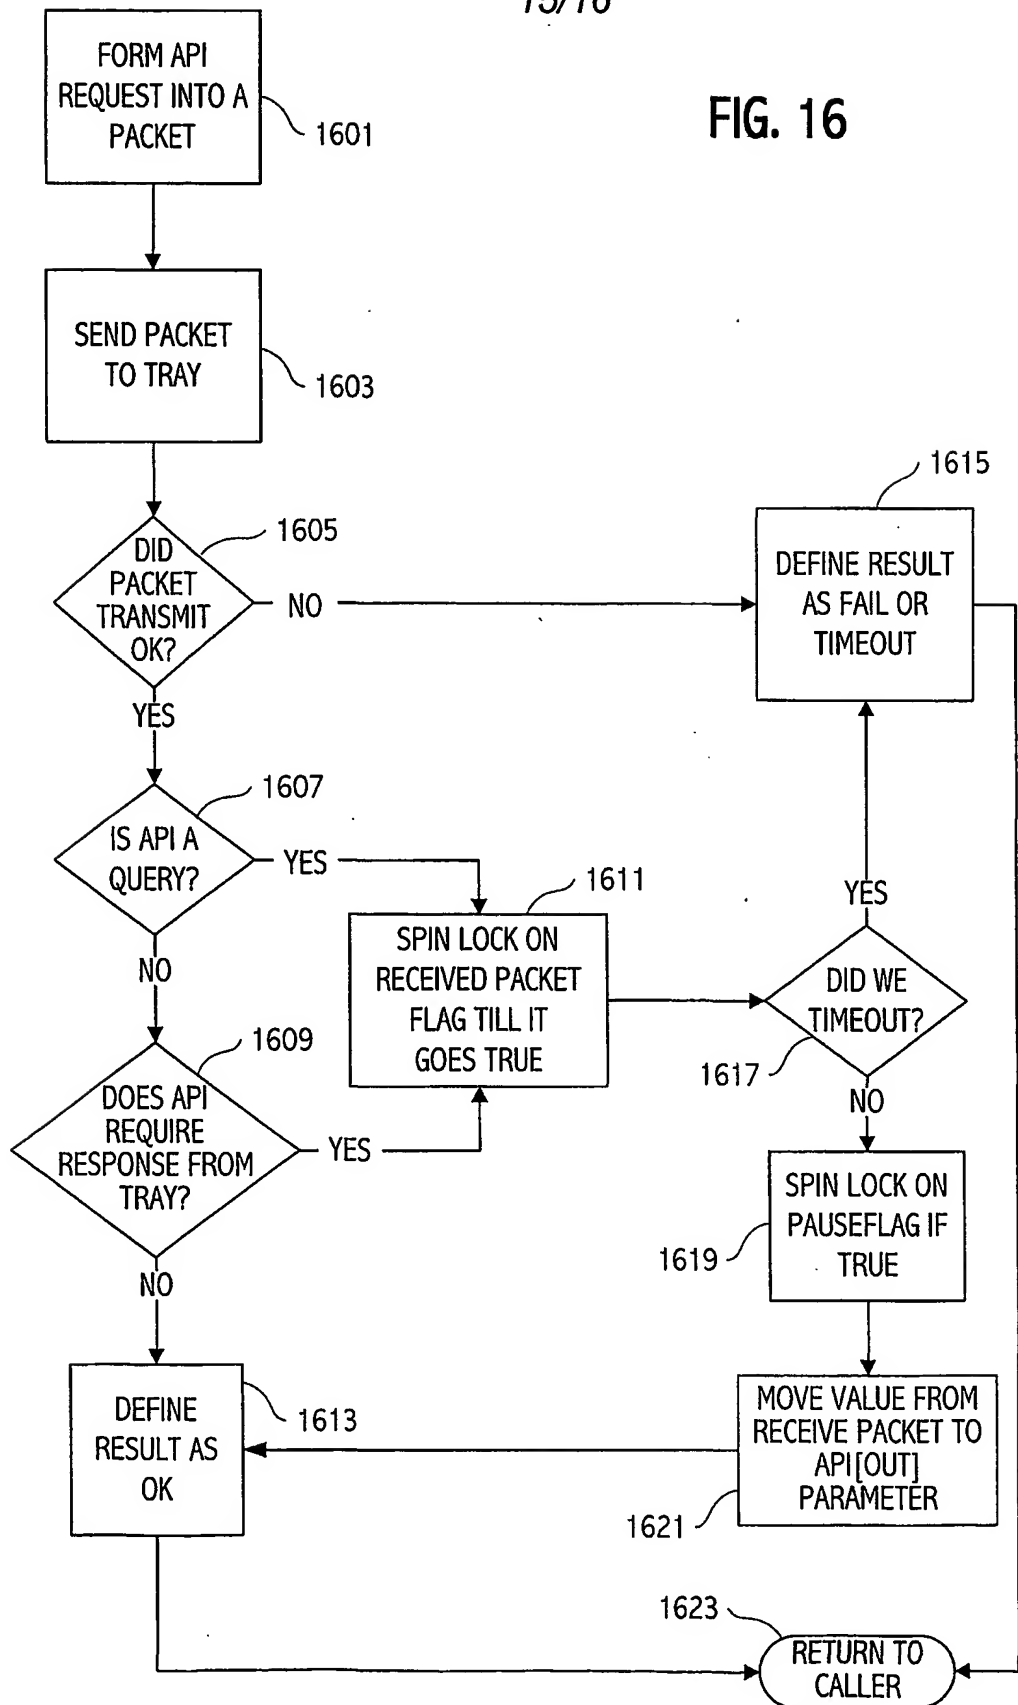 15/16
FORM API
REQUEST INTO A
PACKET
1601
FIG. 16
SEND PACKET
TO TRAY
1603
1615
DEFINE RESULT
AS FAIL OR
TIMEOUT
1605
DID
PACKET
TRANSMIT
OK?
NO
YES
1607
IS API A
QUERY?
YES
1611
SPIN LOCK ON
RECEIVED PACKET
FLAG TILL IT
GOES TRUE
YES
DID WE
TIMEOUT?
1617
NO
NO
1609
DOES API
REQUIRE
RESPONSE FROM
TRAY?
YES
SPIN LOCK ON
PAUSEFLAG IF
TRUE
1619
NO
DEFINE
RESULT AS
OK
1613
MOVE VALUE FROM
RECEIVE PACKET TO
API[OUT]
PARAMETER
1621
1623
RETURN TO
CALLER